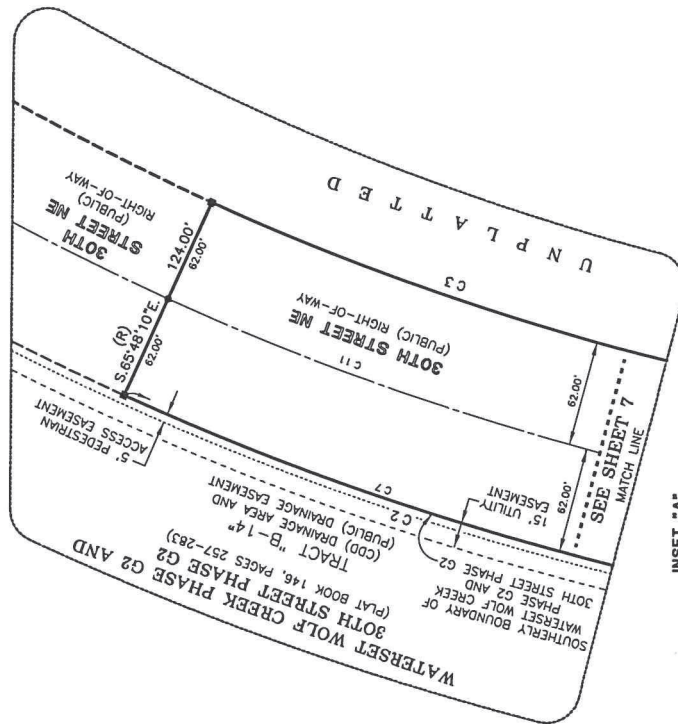 30TH
STREET NE
(PUBLIC)
RIGHT-OF-WAY
UNPLATTED
S.65°48'10"E.
124.00'
(R)
62.00'
62.00'
5' PEDESTRIAN
ACCESS EASEMENT
30TH STREET NE
(PUBLIC) RIGHT-OF-WAY
C3
C11
C7
C2
62.00'
62.00'
15' UTILITY
EASEMENT
WATERSET WOLF CREEK PHASE G2 AND
30TH STREET PHASE G2
(PLAT BOOK 146, PAGES 257-283)
TRACT "B-14"
(CDD) DRAINAGE AREA AND
(PUBLIC) DRAINAGE EASEMENT
SOUTHERLY BOUNDARY OF
WATERSET WOLF CREEK
PHASE G2 AND
30TH STREET PHASE G2
SEE SHEET 7
MATCH LINE
INSET "A"